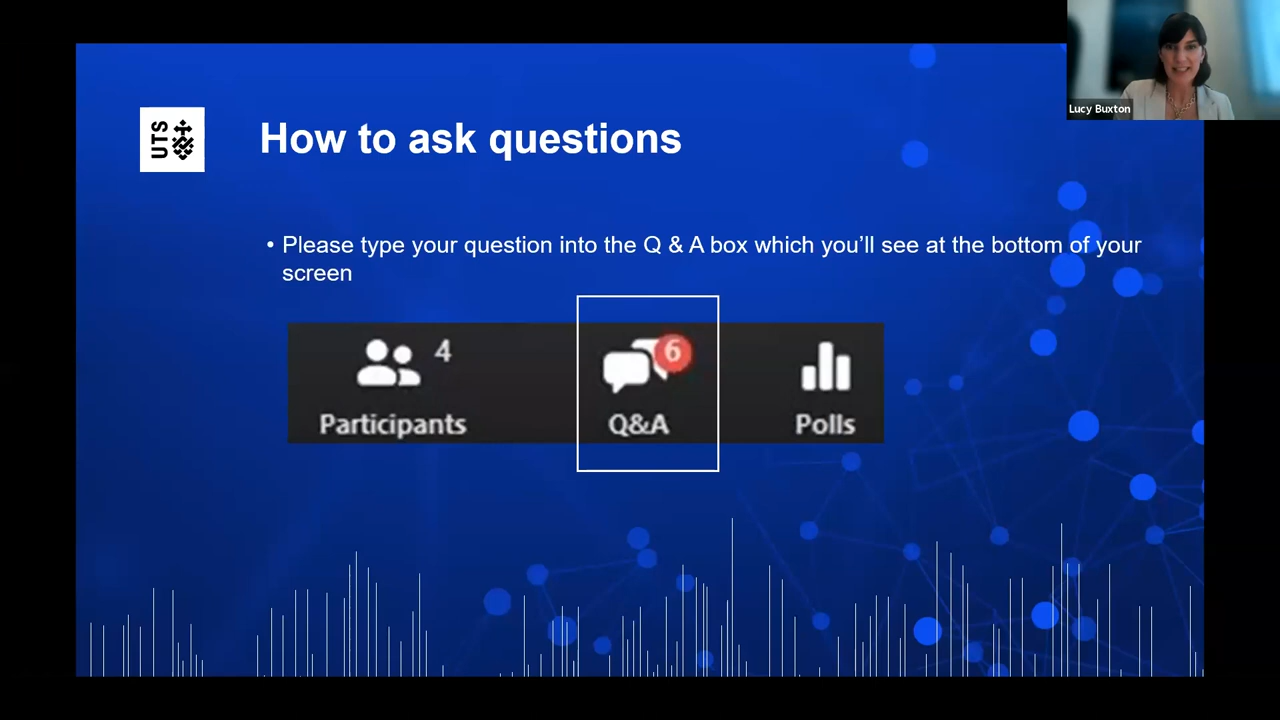 UTS
How to ask questions
Lucy Buxton
• Please type your question into the Q & A box which you'll see at the bottom of your
screen
4
6
Participants
Q&A
Polls